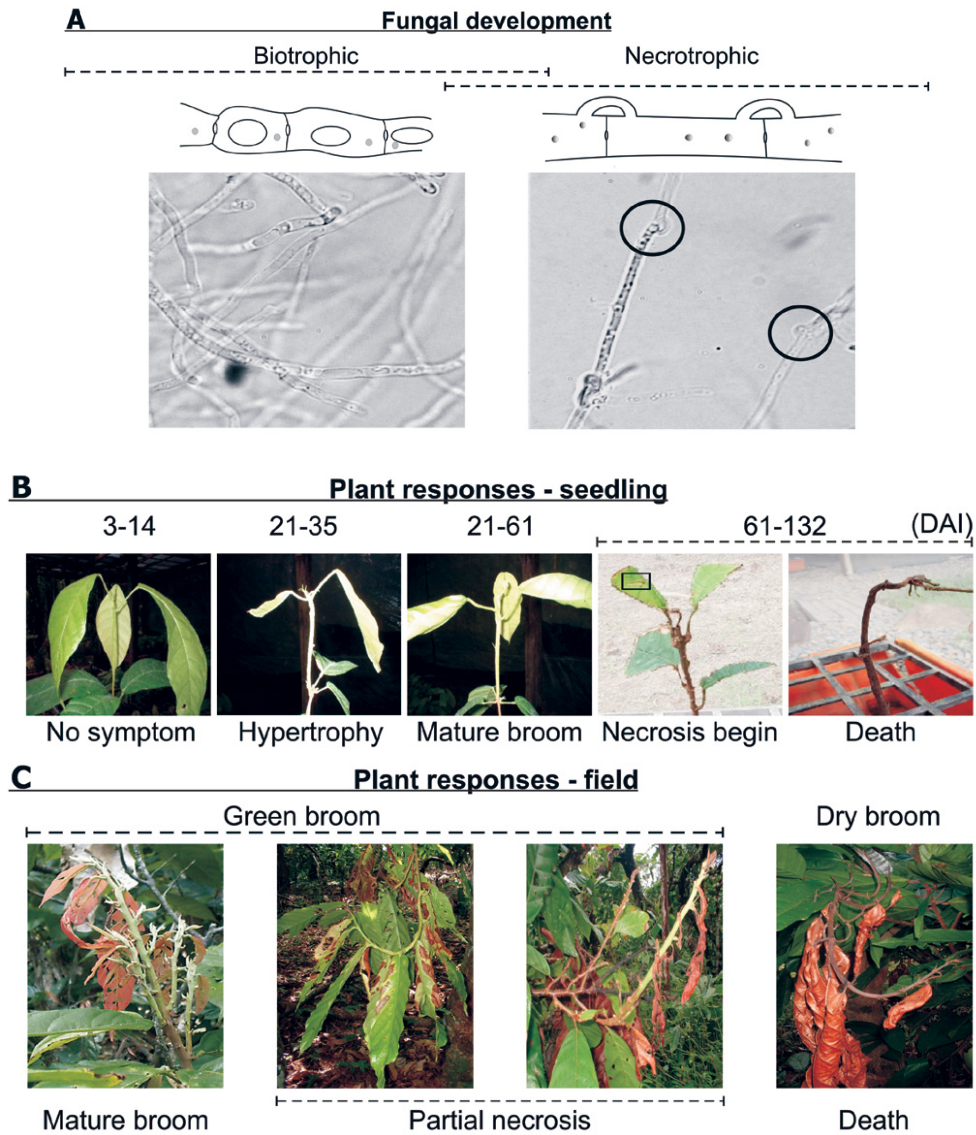 A Fungal development
Biotrophic Necrotrophic
B Plant responses - seedling
3-14 21-35 21-61 61-132 (DAI)
No symptom Hypertrophy Mature broom Necrosis begin Death
C Plant responses - field
Green broom Dry broom
Mature broom Partial necrosis Death